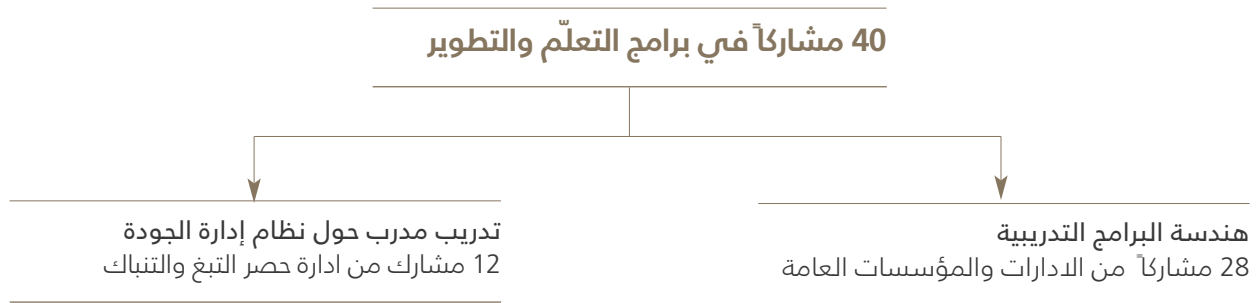 40 مشاركاً في برامج التعلّم والتطوير
هندسة البرامج التدريبية
28 مشاركاً من الادارات والمؤسسات العامة
تدريب مدرب حول نظام إدارة الجودة
12 مشارك من ادارة حصر التبغ والتنباك